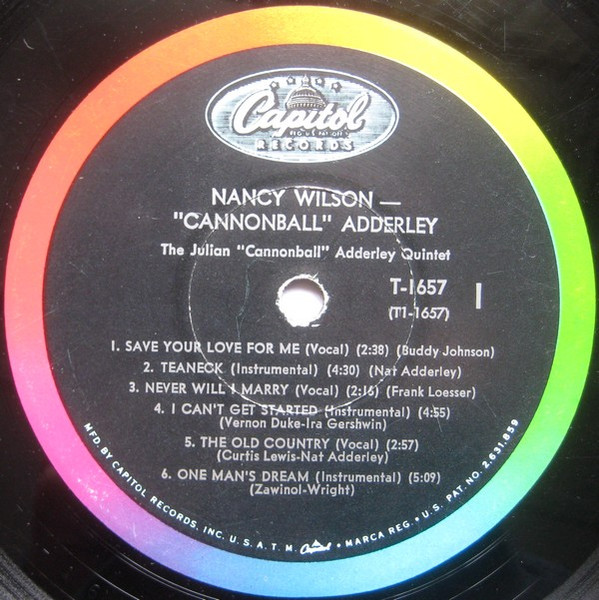 Capitol
RECORDS
NANCY WILSON —
"CANNONBALL" ADDERLEY
The Julian "Cannonball" Adderley Quintet
T-1657 1
(T1-1657)
1. SAVE YOUR LOVE FOR ME (Vocal) (2:38) (Buddy Johnson)
2. TEANECK (Instrumental) (4:30) (Nat Adderley)
3. NEVER WILL I MARRY (Vocal) (2:16) (Frank Loesser)
4. I CAN'T GET STARTED (Instrumental) (4:55)
(Vernon Duke-Ira Gershwin)
5. THE OLD COUNTRY (Vocal) (2:57)
(Curtis Lewis-Nat Adderley)
6. ONE MAN'S DREAM (Instrumental) (5:09)
(Zawinol-Wright)
MFD. BY CAPITOL RECORDS, INC. U. S. A. T. M. Capitol • MARCA REG. • U. S. PAT. NO. 2,631,859